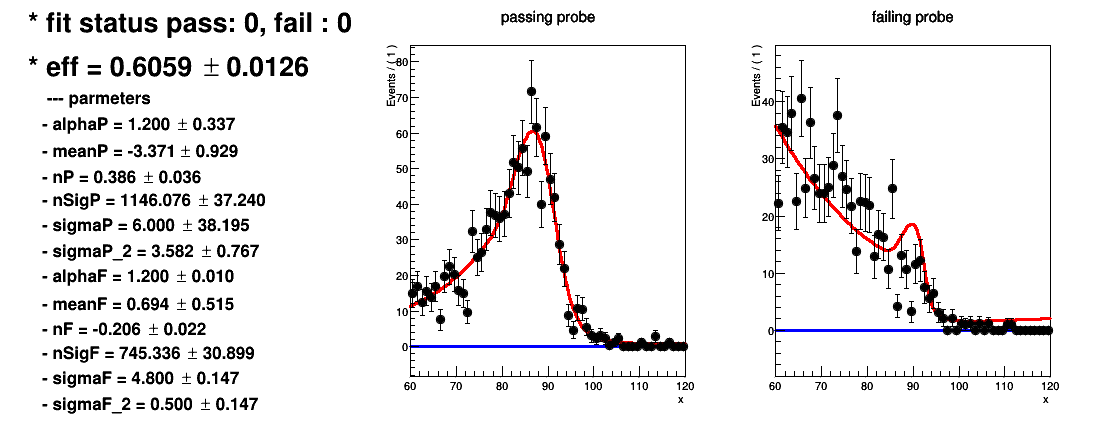 * fit status pass: 0, fail : 0
* eff = 0.6059 ± 0.0126
--- parmeters
- alphaP = 1.200 ± 0.337
- meanP = -3.371 ± 0.929
- nP = 0.386 ± 0.036
- nSigP = 1146.076 ± 37.240
- sigmaP = 6.000 ± 38.195
- sigmaP_2 = 3.582 ± 0.767
- alphaF = 1.200 ± 0.010
- meanF = 0.694 ± 0.515
- nF = -0.206 ± 0.022
- nSigF = 745.336 ± 30.899
- sigmaF = 4.800 ± 0.147
- sigmaF_2 = 0.500 ± 0.147
passing probe
Events / ( 1 )
80
70
60
50
40
30
20
10
0
60 70 80 90 100 110 120
x
failing probe
Events / ( 1 )
40
30
20
10
0
60 70 80 90 100 110 120
x